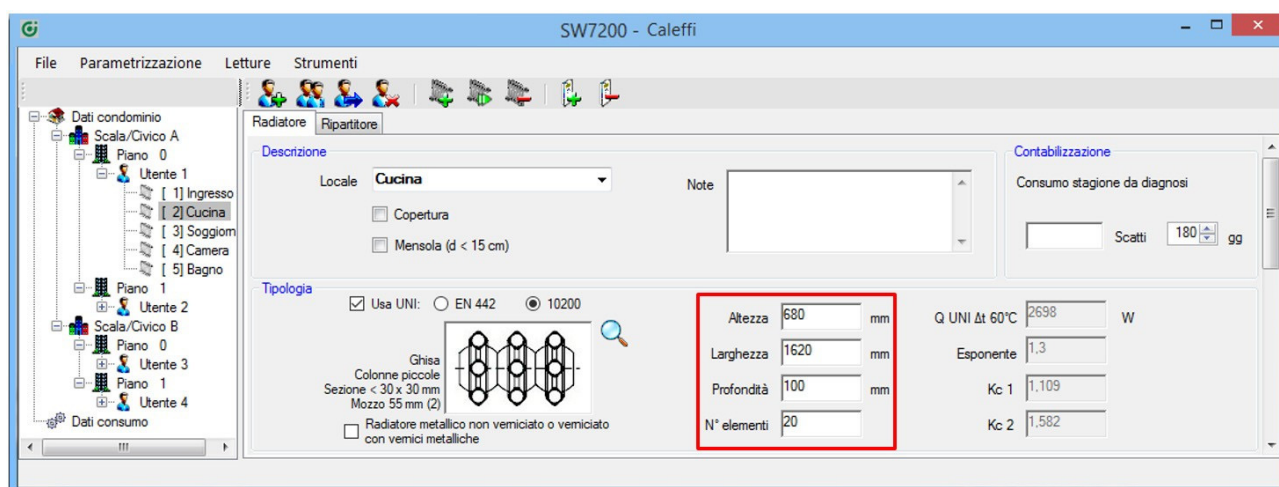 SW7200 - Caleffi
File Parametrizzazione Letture Strumenti
Dati condominio
Scala/Civico A
Piano 0
Utente 1
[ 1] Ingresso
[ 2] Cucina
[ 3] Soggiorn
[ 4] Camera
[ 5] Bagno
Piano 1
Utente 2
Scala/Civico B
Piano 0
Utente 3
Piano 1
Utente 4
Dati consumo
Radiatore Ripartitore
Descrizione
Locale Cucina
Copertura
Mensola (d < 15 cm)
Note
Contabilizzazione
Consumo stagione da diagnosi
Scatti 180 gg
Tipologia
Usa UNI: EN 442 10200
Ghisa
Colonne piccole
Sezione < 30 x 30 mm
Mozzo 55 mm (2)
Radiatore metallico non verniciato o verniciato
con vernici metalliche
Altezza 680 mm
Larghezza 1620 mm
Profondità 100 mm
N° elementi 20
Q UNI Δt 60°C 2698 W
Esponente 1,3
Kc 1 1,109
Kc 2 1,582